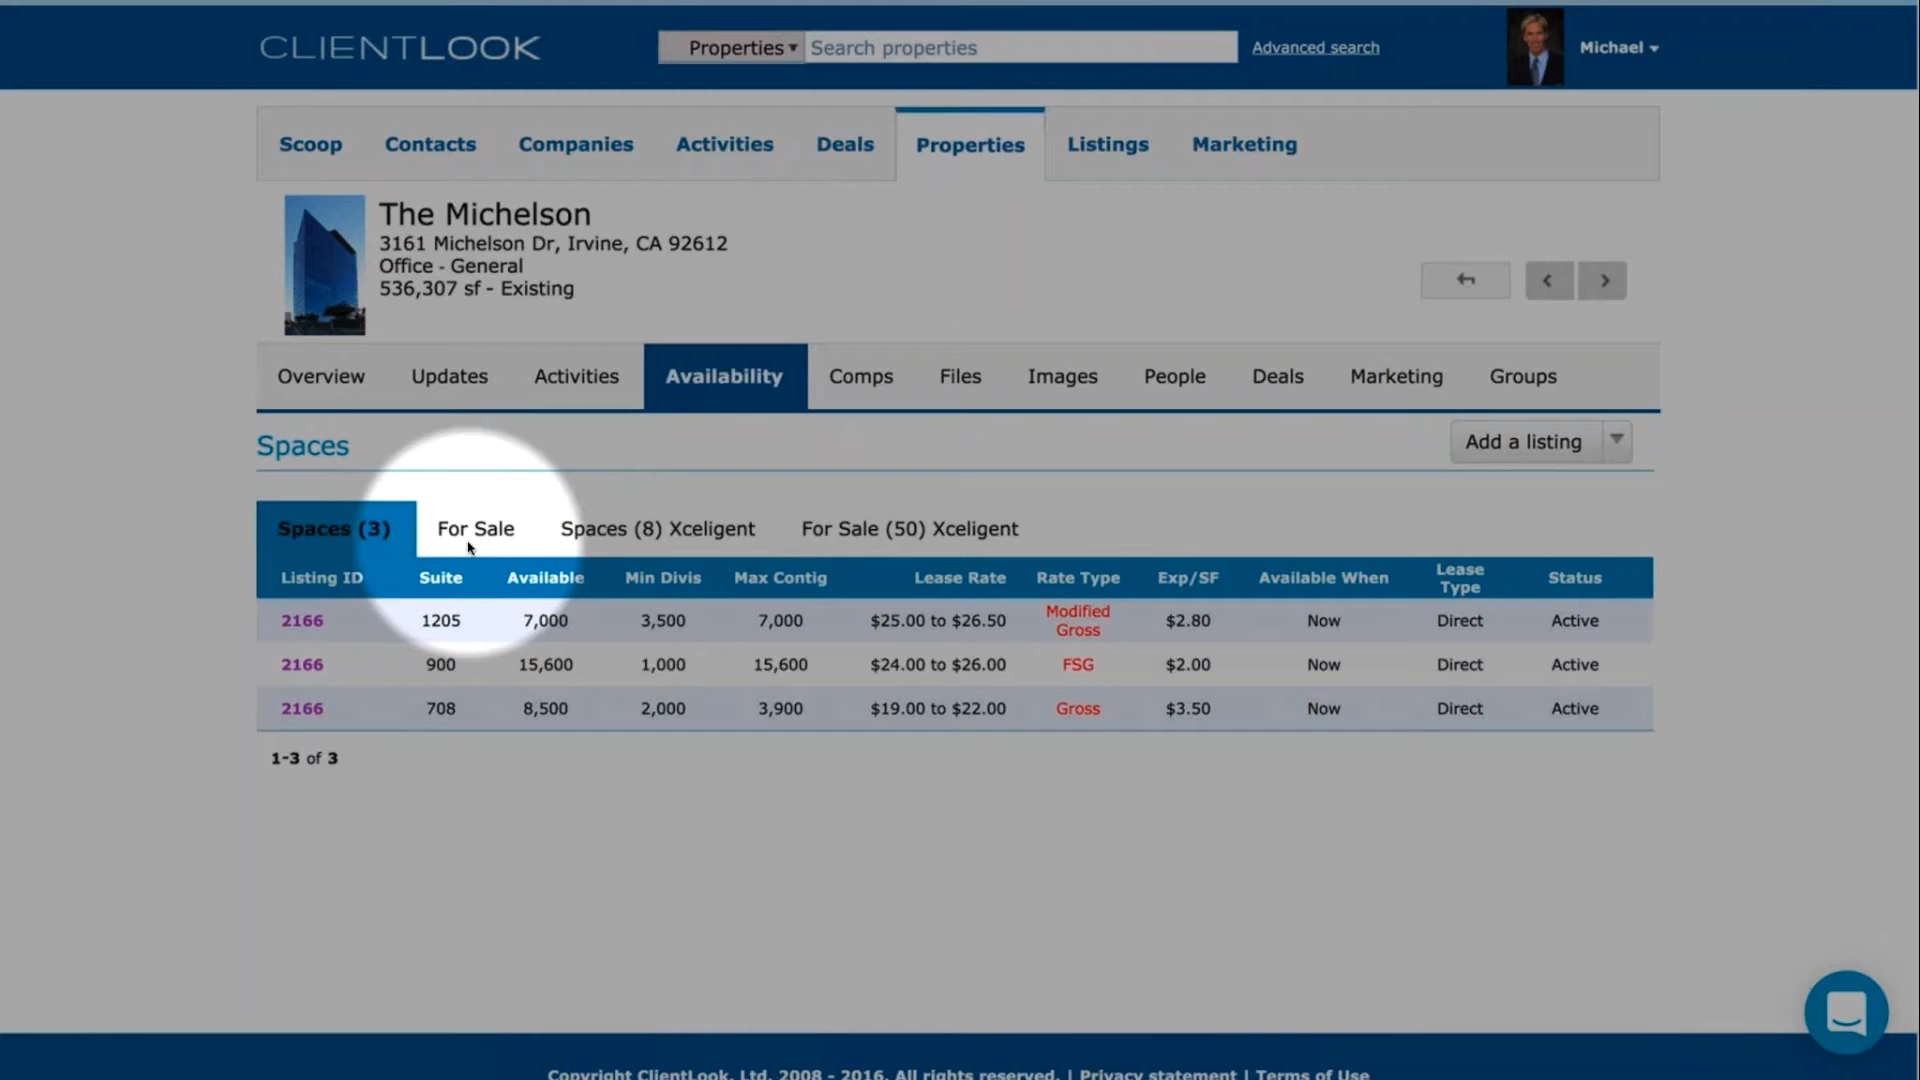 CLIENTLOOK
Properties ▾ Search properties Advanced search Michael
Scoop Contacts Companies Activities Deals Properties Listings Marketing
The Michelson
3161 Michelson Dr, Irvine, CA 92612
Office - General
536,307 sf - Existing
Overview Updates Activities Availability Comps Files Images People Deals Marketing Groups
Spaces Add a listing
Spaces (3) For Sale Spaces (8) Xceligent For Sale (50) Xceligent
Listing ID Suite Available Min Divis Max Contig Lease Rate Rate Type Exp/SF Available When Lease Type Status
2166 1205 7,000 3,500 7,000 $25.00 to $26.50 Modified Gross $2.80 Now Direct Active
2166 900 15,600 1,000 15,600 $24.00 to $26.00 FSG $2.00 Now Direct Active
2166 708 8,500 2,000 3,900 $19.00 to $22.00 Gross $3.50 Now Direct Active
1-3 of 3
Copyright ClientLook, Ltd. 2008 - 2016. All rights reserved. | Privacy statement | Terms of Use